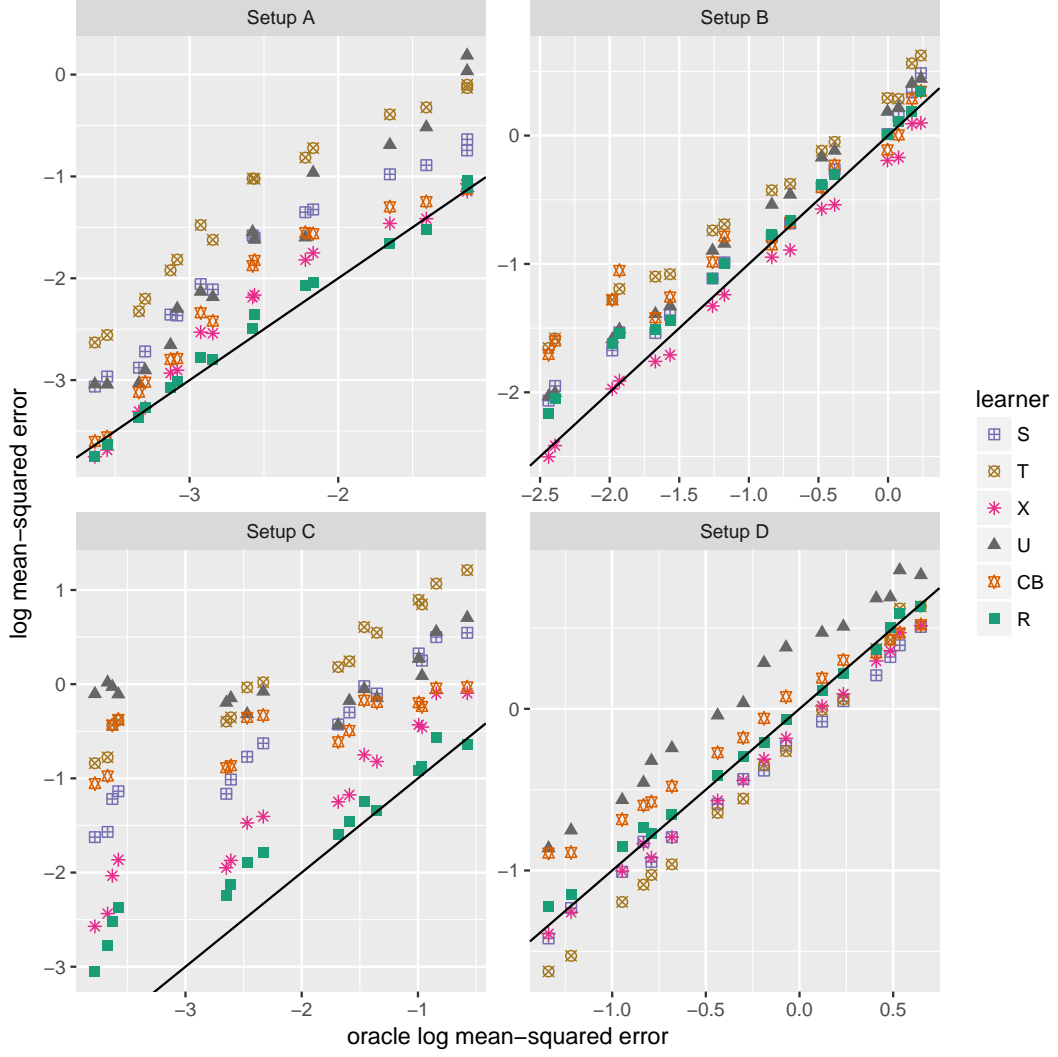 Setup A
Setup B
0
−1
−2
−3
−3
−2
0
−1
−2
−2.5
−2.0
−1.5
−1.0
−0.5
0.0
Setup C
Setup D
1
0
−1
−2
−3
−3
−2
−1
0
−1
−1.0
−0.5
0.0
0.5
log mean−squared error
oracle log mean−squared error
learner
S
T
X
U
CB
R